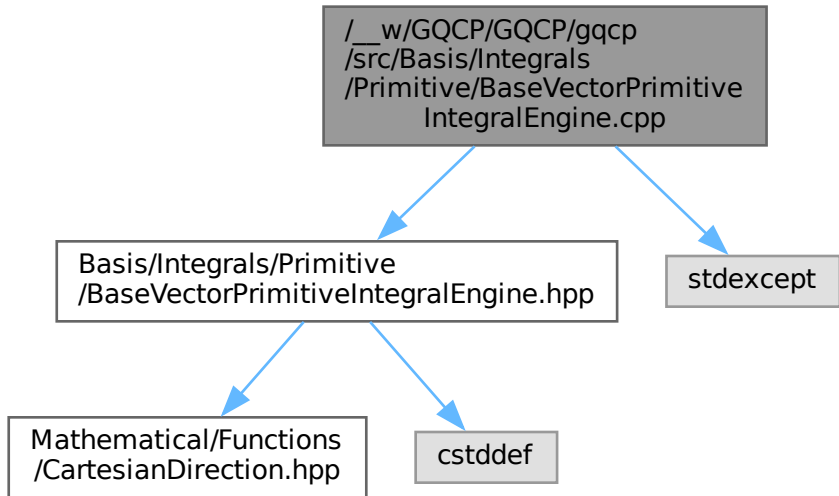 /__w/GQCP/GQCP/gqcp
/src/Basis/Integrals
/Primitive/BaseVectorPrimitive
IntegralEngine.cpp
Basis/Integrals/Primitive
/BaseVectorPrimitiveIntegralEngine.hpp
stdexcept
Mathematical/Functions
/CartesianDirection.hpp
cstddef